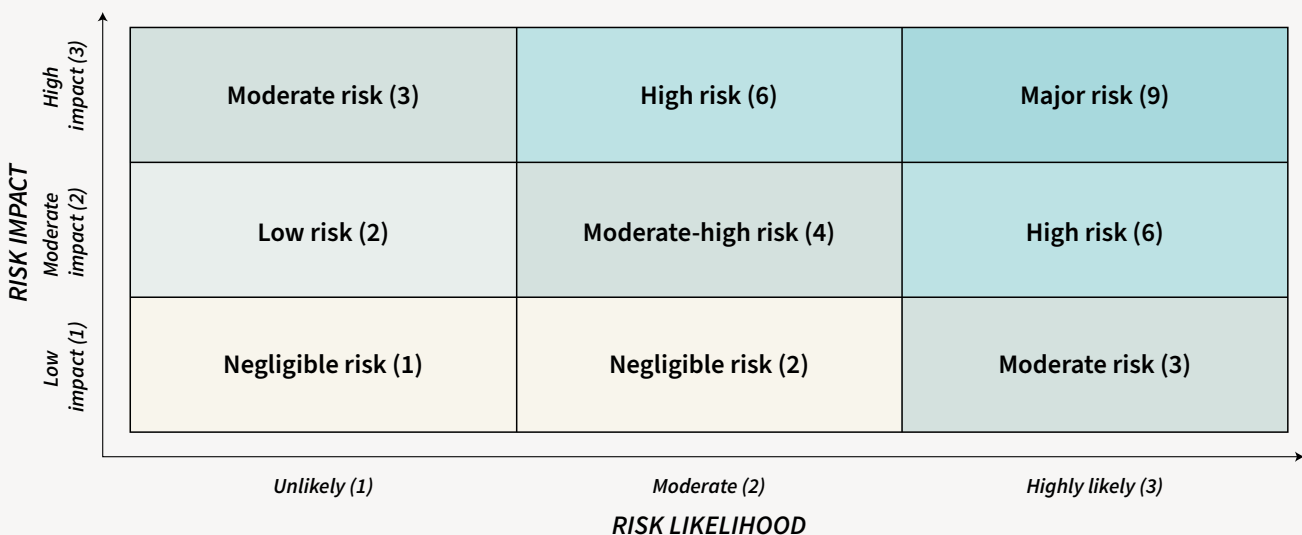 High
impact (3)
Moderate risk (3)
High risk (6)
Major risk (9)
RISK IMPACT
Moderate
impact (2)
Low risk (2)
Moderate-high risk (4)
High risk (6)
Low
impact (1)
Negligible risk (1)
Negligible risk (2)
Moderate risk (3)
Unlikely (1)
Moderate (2)
Highly likely (3)
RISK LIKELIHOOD